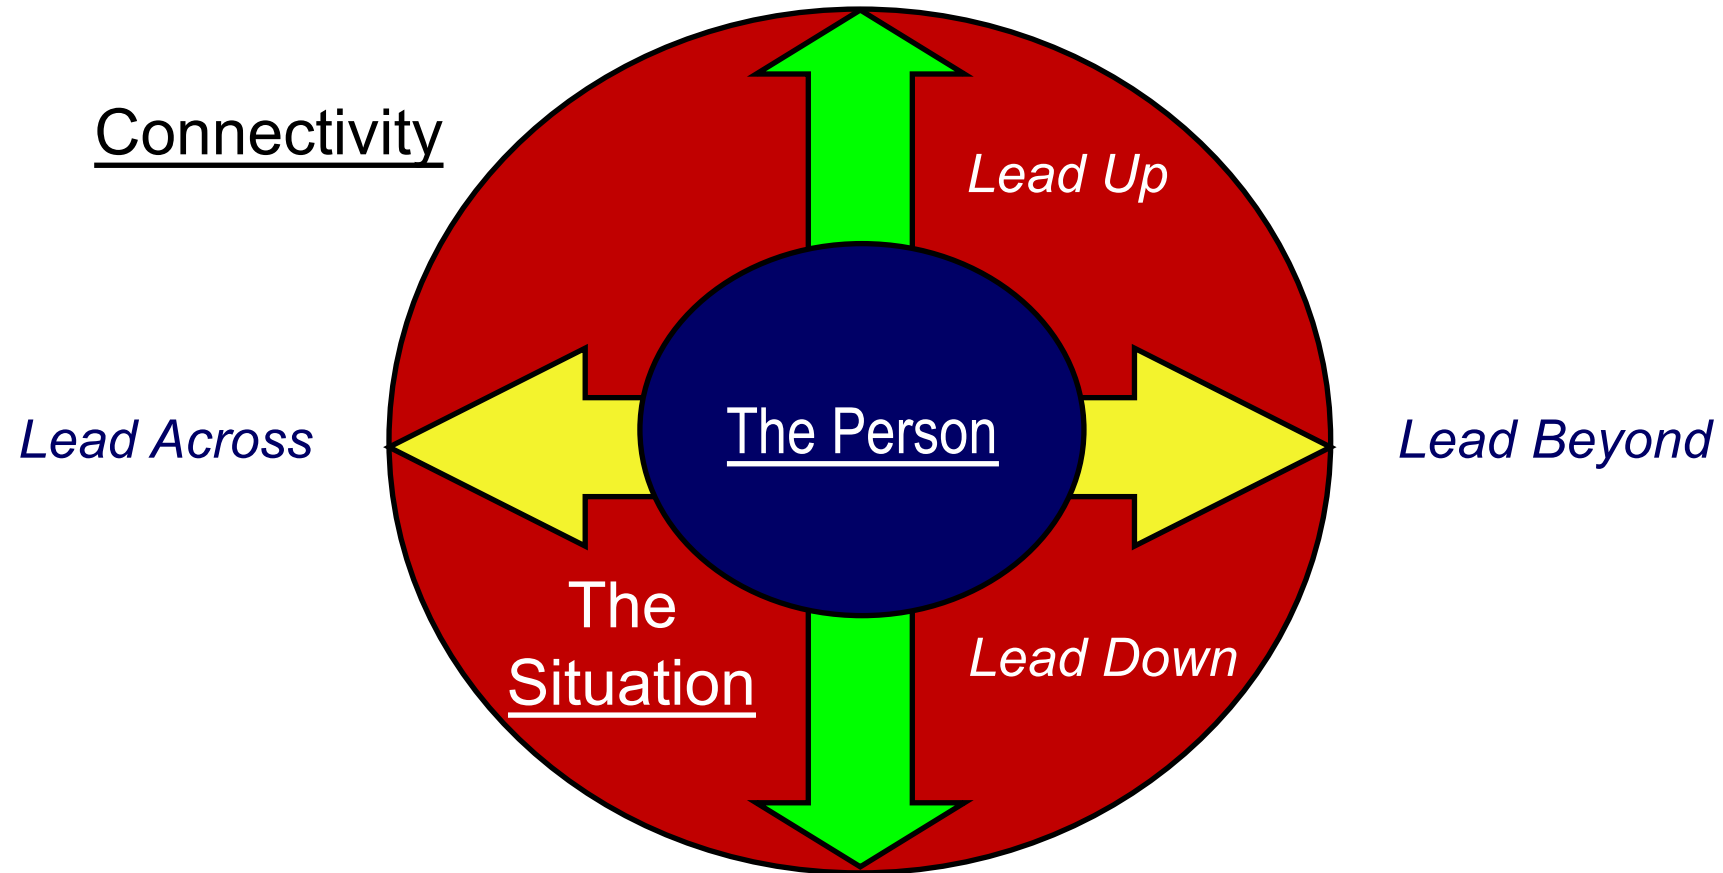 Connectivity
Lead Up
Lead Across
The Person
Lead Beyond
The
Situation
Lead Down